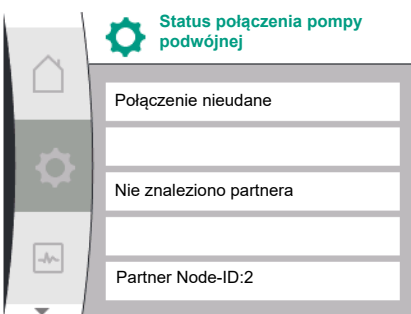 Status połączenia pompy
podwójnej
Połączenie nieudane
Nie znaleziono partnera
Partner Node-ID:2